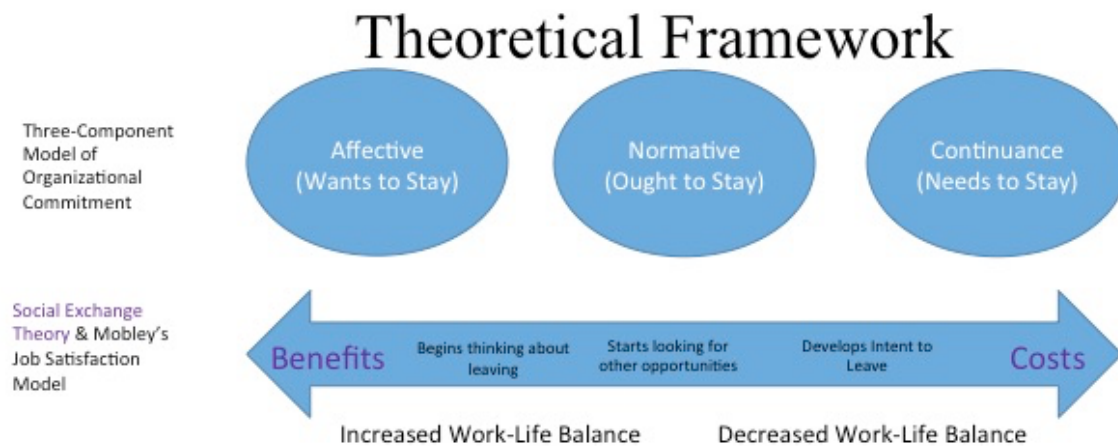 Theoretical Framework
Three-Component
Model of
Organizational
Commitment
Affective
(Wants to Stay)
Normative
(Ought to Stay)
Continuance
(Needs to Stay)
Social Exchange
Theory & Mobley's
Job Satisfaction
Model
Benefits
Begins thinking about
leaving
Starts looking for
other opportunities
Develops Intent to
Leave
Costs
Increased Work-Life Balance
Decreased Work-Life Balance